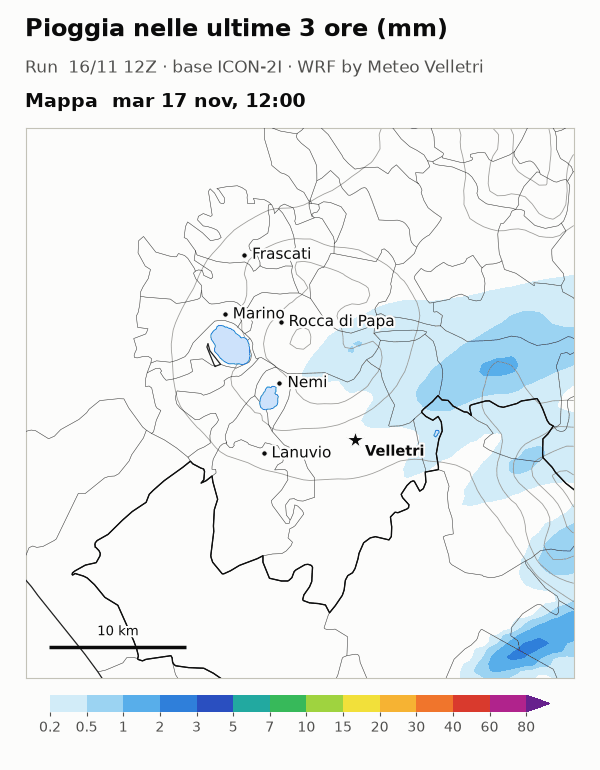 Pioggia nelle ultime 3 ore (mm)
Run  16/11 12Z · base ICON-2I · WRF by Meteo Velletri
Mappa  mar 17 nov, 12:00
Frascati
Marino
Rocca di Papa
Nemi
Velletri
Lanuvio
10 km
0.2 0.5 1 2 3 5 7 10 15 20 30 40 60 80